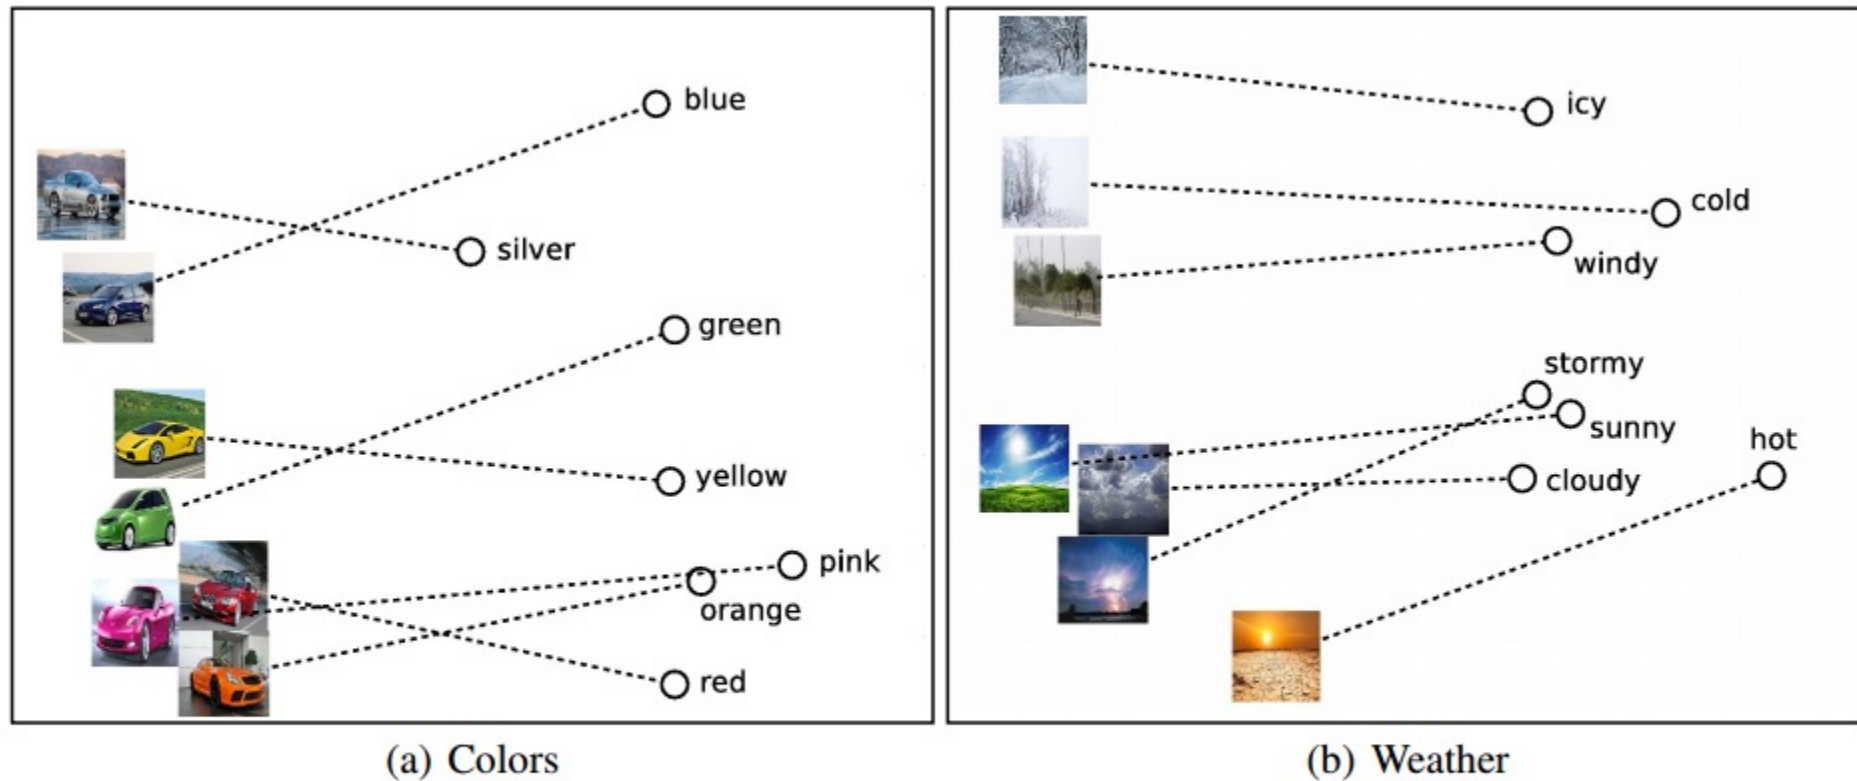 blue
silver
green
yellow
pink
orange
red
(a) Colors
icy
cold
windy
stormy
sunny
hot
cloudy
(b) Weather